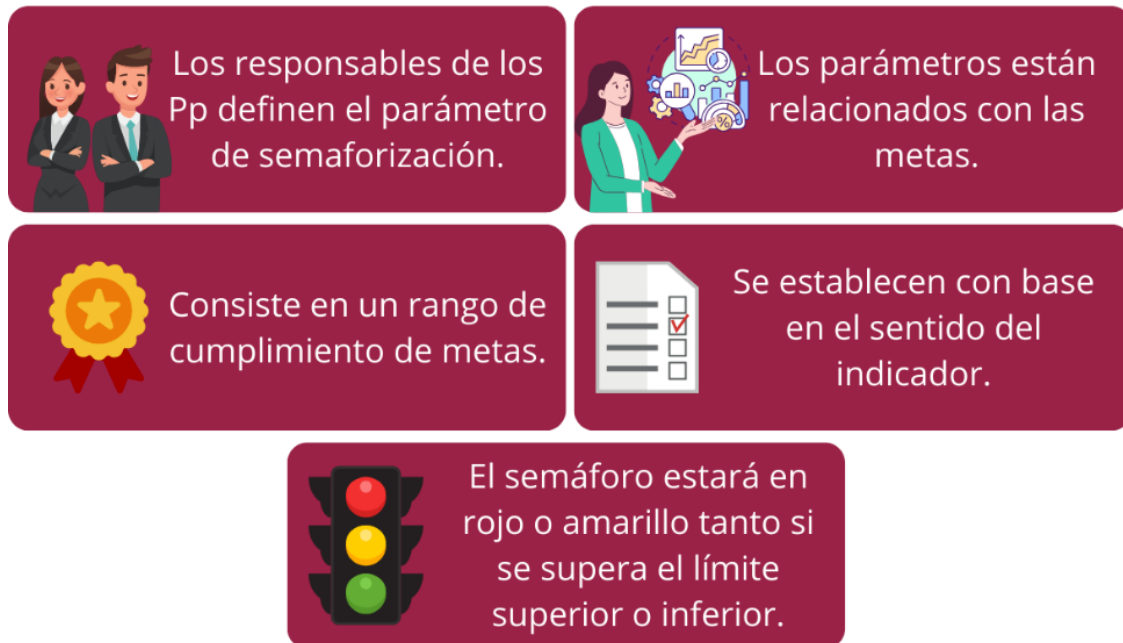 Los responsables de los
Pp definen el parámetro
de semaforización.
Los parámetros están
relacionados con las
metas.
Consiste en un rango de
cumplimiento de metas.
Se establecen con base
en el sentido del
indicador.
El semáforo estará en
rojo o amarillo tanto si
se supera el límite
superior o inferior.